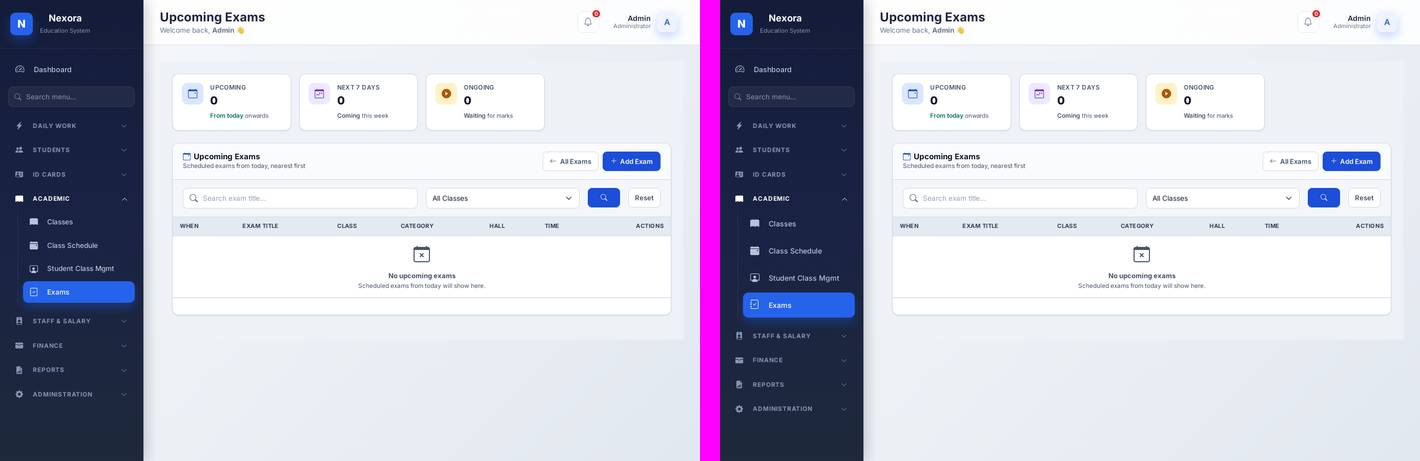 N
Nexora
Education System
Dashboard
Search menu...
DAILY WORK
STUDENTS
ID CARDS
ACADEMIC
Classes
Class Schedule
Student Class Mgmt
Exams
STAFF & SALARY
FINANCE
REPORTS
ADMINISTRATION
Upcoming Exams
Welcome back, Admin 👋
0
Admin
Administrator
A
UPCOMING
0
From today onwards
NEXT 7 DAYS
0
Coming this week
ONGOING
0
Waiting for marks
Upcoming Exams
Scheduled exams from today, nearest first
← All Exams
+ Add Exam
Search exam title...
All Classes
Reset
WHEN EXAM TITLE CLASS CATEGORY HALL TIME ACTIONS
No upcoming exams
Scheduled exams from today will show here.
N
Nexora
Education System
Dashboard
Search menu...
DAILY WORK
STUDENTS
ID CARDS
ACADEMIC
Classes
Class Schedule
Student Class Mgmt
Exams
STAFF & SALARY
FINANCE
REPORTS
ADMINISTRATION
Upcoming Exams
Welcome back, Admin 👋
0
Admin
Administrator
A
UPCOMING
0
From today onwards
NEXT 7 DAYS
0
Coming this week
ONGOING
0
Waiting for marks
Upcoming Exams
Scheduled exams from today, nearest first
← All Exams
+ Add Exam
Search exam title...
All Classes
Reset
WHEN EXAM TITLE CLASS CATEGORY HALL TIME ACTIONS
No upcoming exams
Scheduled exams from today will show here.